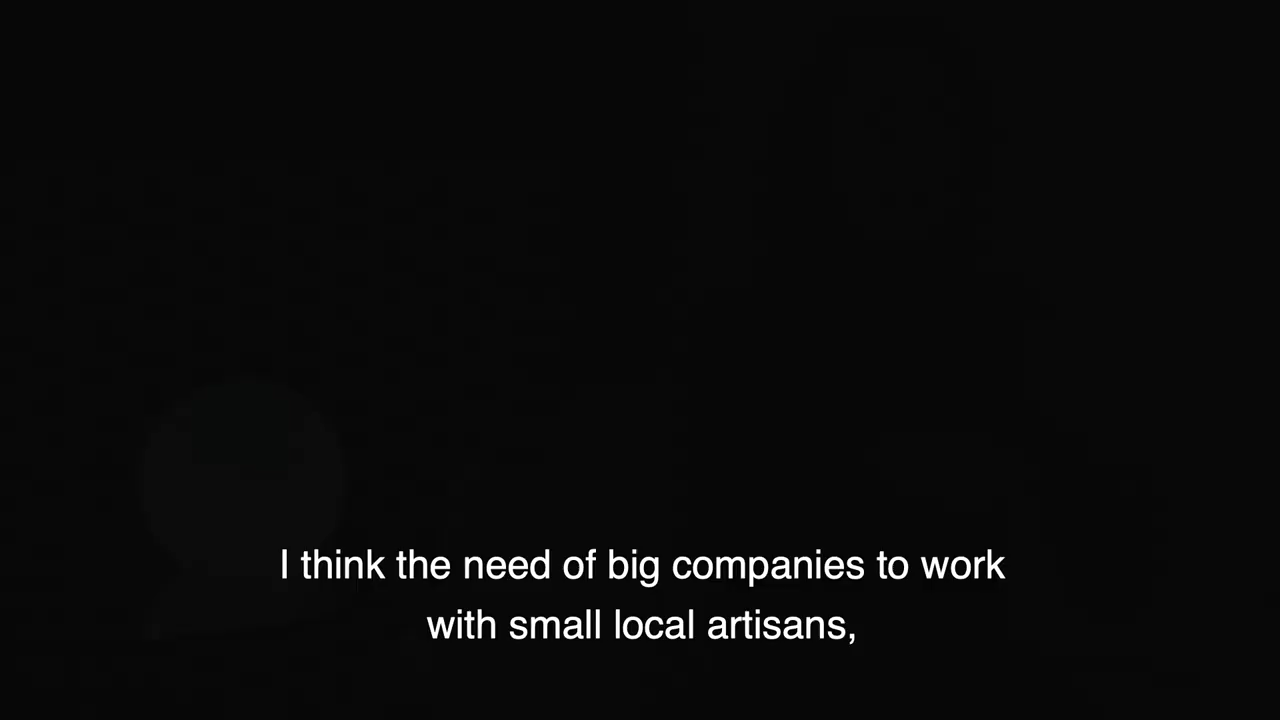 I think the need of big companies to work
with small local artisans,